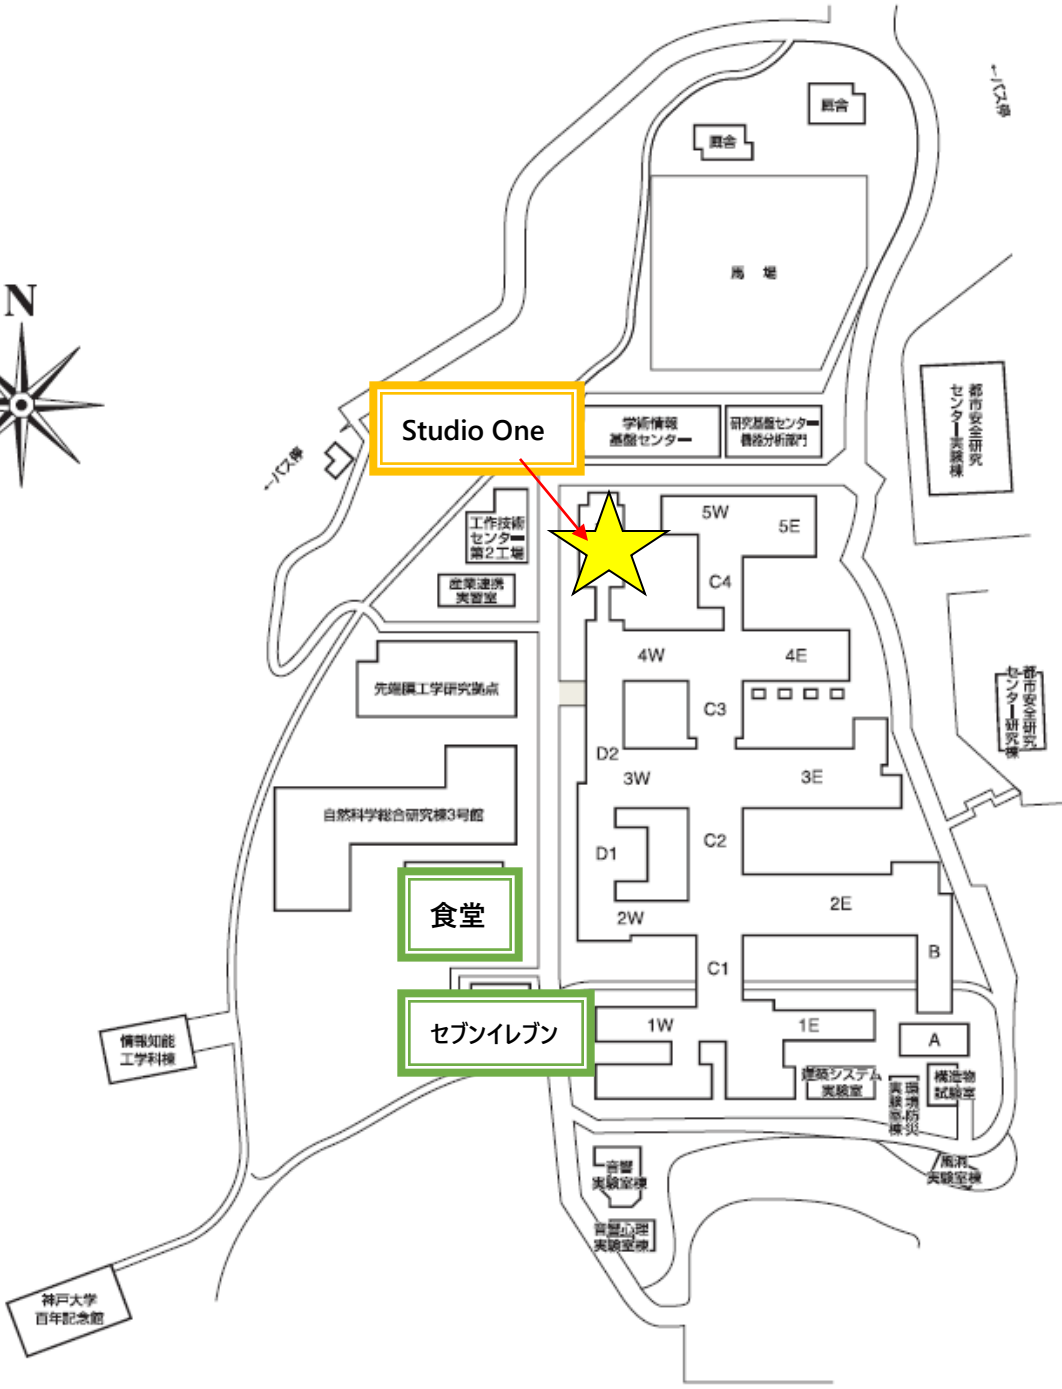 ←バス停
厩舎
厩舎
馬 場
N
Studio One
学術情報
基盤センター
研究基盤センター
機器分析部門
都市安全研究
センター実験棟
←バス停
工作技術
センター
第2工場
産業連携
実習室
5W
5E
C4
4W
4E
先端膜工学研究拠点
C3
都市安全研究
センター研究棟
D2
3W
3E
自然科学総合研究棟3号館
C2
D1
食堂
2W
2E
B
C1
セブンイレブン
1W
1E
A
情報知能
工学科棟
建築システム
実験室
環境防災
実験室棟
構造物
試験室
音響
実験室棟
風洞
実験室棟
音響心理
実験室棟
神戸大学
百年記念館